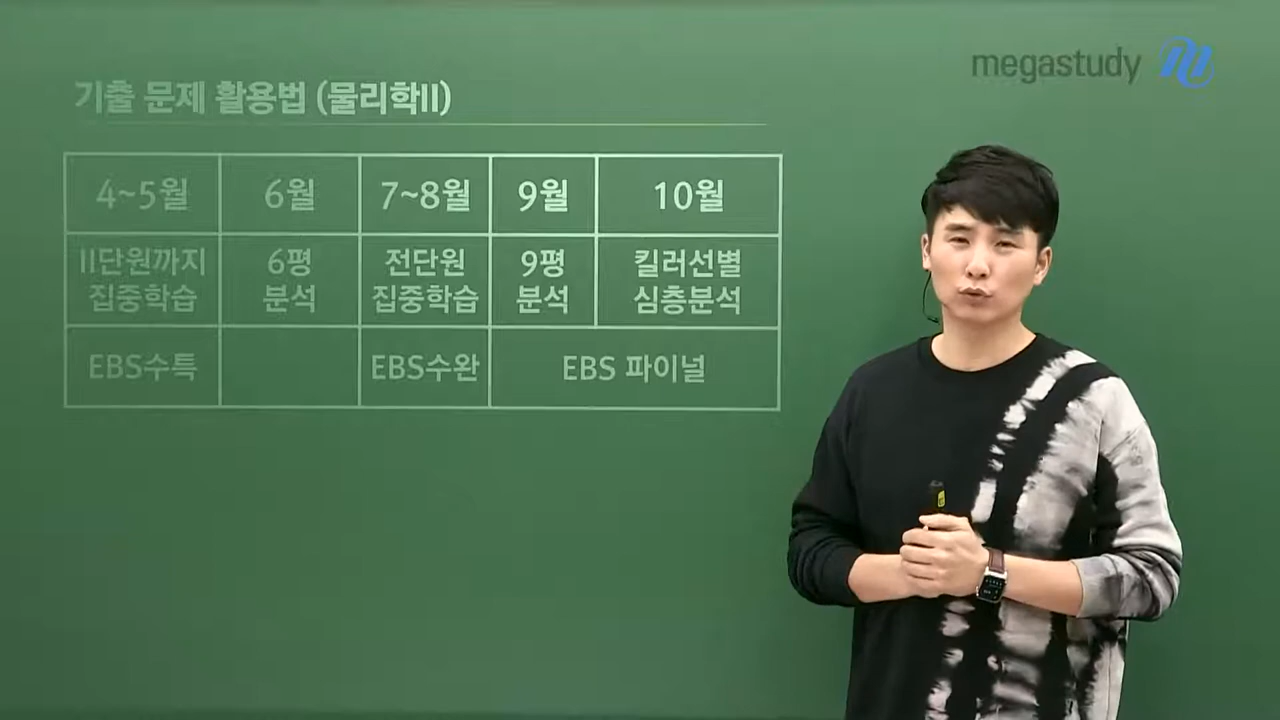 megastudy
기출 문제 활용법 (물리학II)
4~5월 6월 7~8월 9월 10월
II단원까지 6평 전단원 9평 킬러선별
집중학습 분석 집중학습 분석 심층분석
EBS수특 EBS수완 EBS 파이널